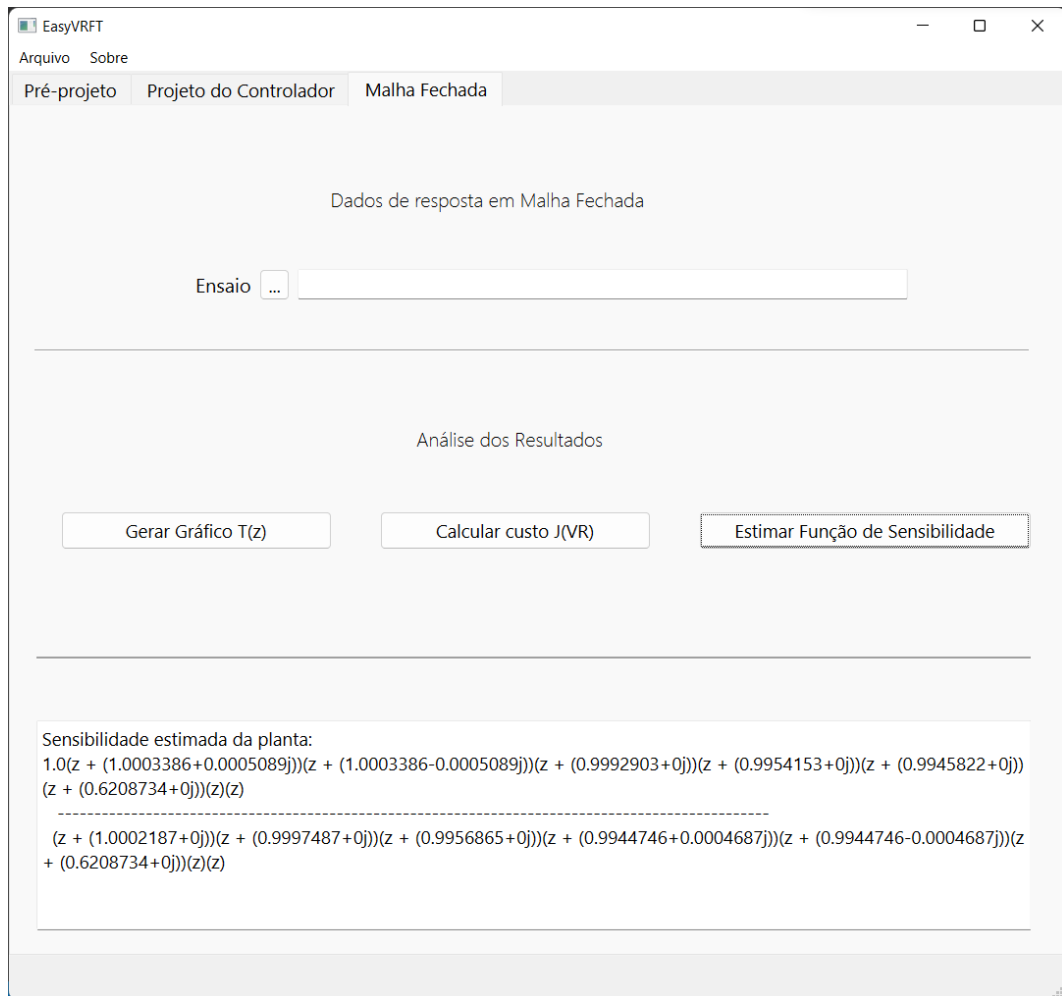 EasyVRFT
Arquivo Sobre
Pré-projeto Projeto do Controlador Malha Fechada
Dados de resposta em Malha Fechada
Ensaio ...
Análise dos Resultados
Gerar Gráfico T(z) Calcular custo J(VR) Estimar Função de Sensibilidade
Sensibilidade estimada da planta:
1.0(z + (1.0003386+0.0005089j))(z + (1.0003386-0.0005089j))(z + (0.9992903+0j))(z + (0.9954153+0j))(z + (0.9945822+0j))
(z + (0.6208734+0j))(z)(z)
------------------------------------------------------------------------------------------------
(z + (1.0002187+0j))(z + (0.9997487+0j))(z + (0.9956865+0j))(z + (0.9944746+0.0004687j))(z + (0.9944746-0.0004687j))(z
+ (0.6208734+0j))(z)(z)